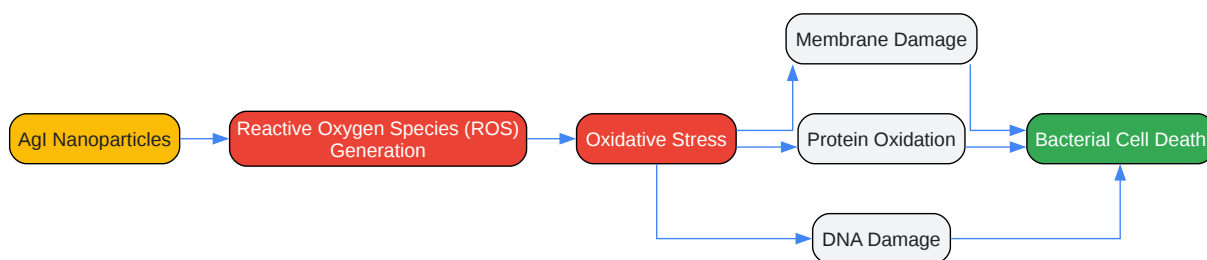 AgI Nanoparticles
Reactive Oxygen Species (ROS)
Generation
Oxidative Stress
Membrane Damage
Protein Oxidation
DNA Damage
Bacterial Cell Death